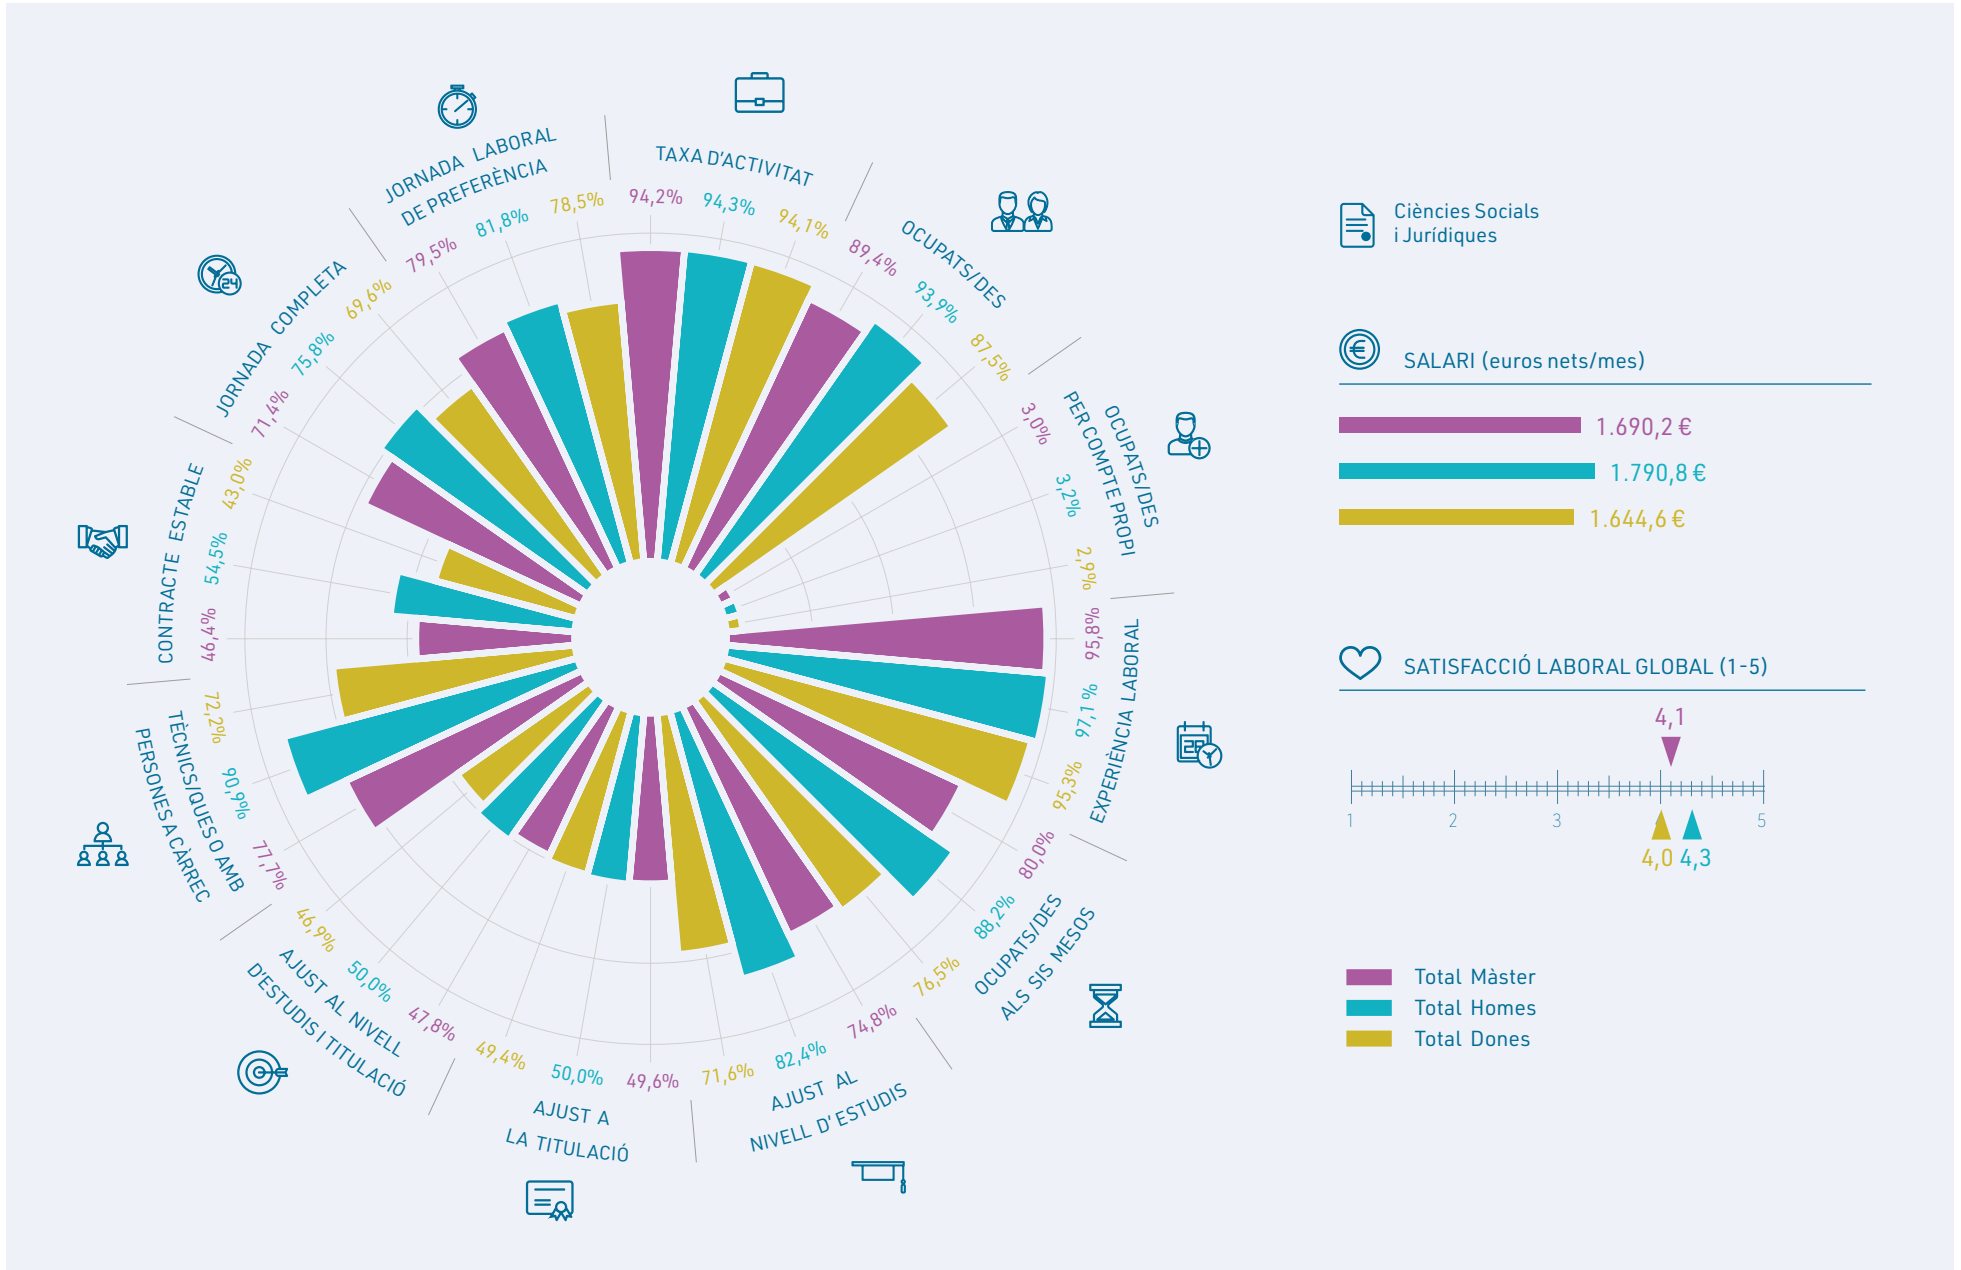 TAXA D'ACTIVITAT
94,2%
94,3%
94,1%
OCUPATS/DES
89,4%
93,9%
87,5%
OCUPATS/DES
PER COMPTE PROPI
3,0%
3,2%
2,9%
EXPERIÈNCIA LABORAL
95,8%
97,1%
95,3%
OCUPATS/DES
ALS SIS MESOS
80,0%
88,2%
76,5%
AJUST AL
NIVELL D'ESTUDIS
74,8%
82,4%
71,6%
AJUST A
LA TITULACIÓ
49,6%
50,0%
49,4%
AJUST AL NIVELL
D'ESTUDIS I TITULACIÓ
47,8%
50,0%
46,9%
TÈCNICS/QUES O AMB
PERSONES A CÀRREC
77,7%
90,9%
72,2%
CONTRACTE ESTABLE
46,4%
54,5%
43,0%
JORNADA COMPLETA
71,4%
75,8%
69,6%
24
JORNADA LABORAL
DE PREFERÈNCIA
79,5%
81,8%
78,5%
Ciències Socials
i Jurídiques
€ SALARI (euros nets/mes)
1.690,2 €
1.790,8 €
1.644,6 €
SATISFACCIÓ LABORAL GLOBAL (1-5)
4,1
1 2 3 4 5
4,0 4,3
Total Màster
Total Homes
Total Dones